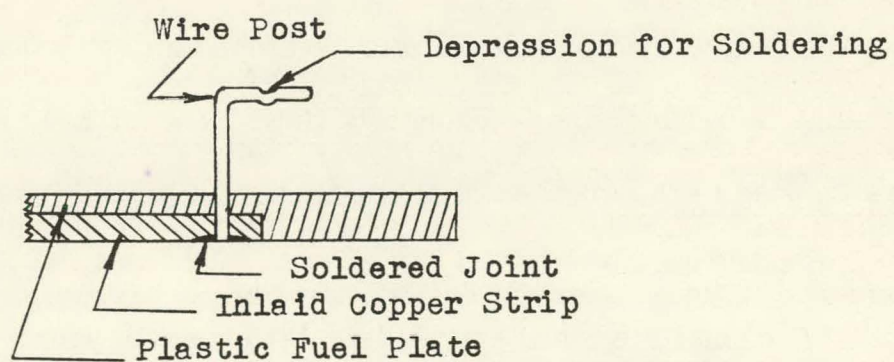 Wire Post
Depression for Soldering
Soldered Joint
Inlaid Copper Strip
Plastic Fuel Plate